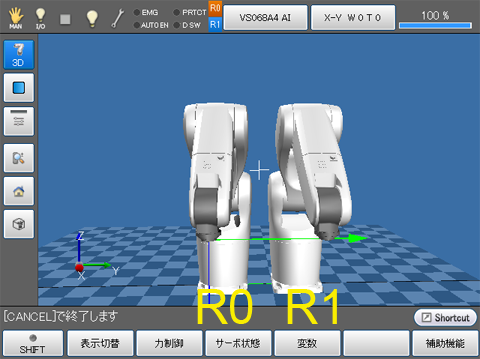 MAN
I/O
EMG
PRTCT
AUTO EN
D SW
R0
R1
VS068A4 AI
X-Y W0T0
100 %
3D
Z
X
Y
R0 R1
[CANCEL]で終了します
Shortcut
SHIFT
表示切替
力制御
サーボ状態
変数
補助機能